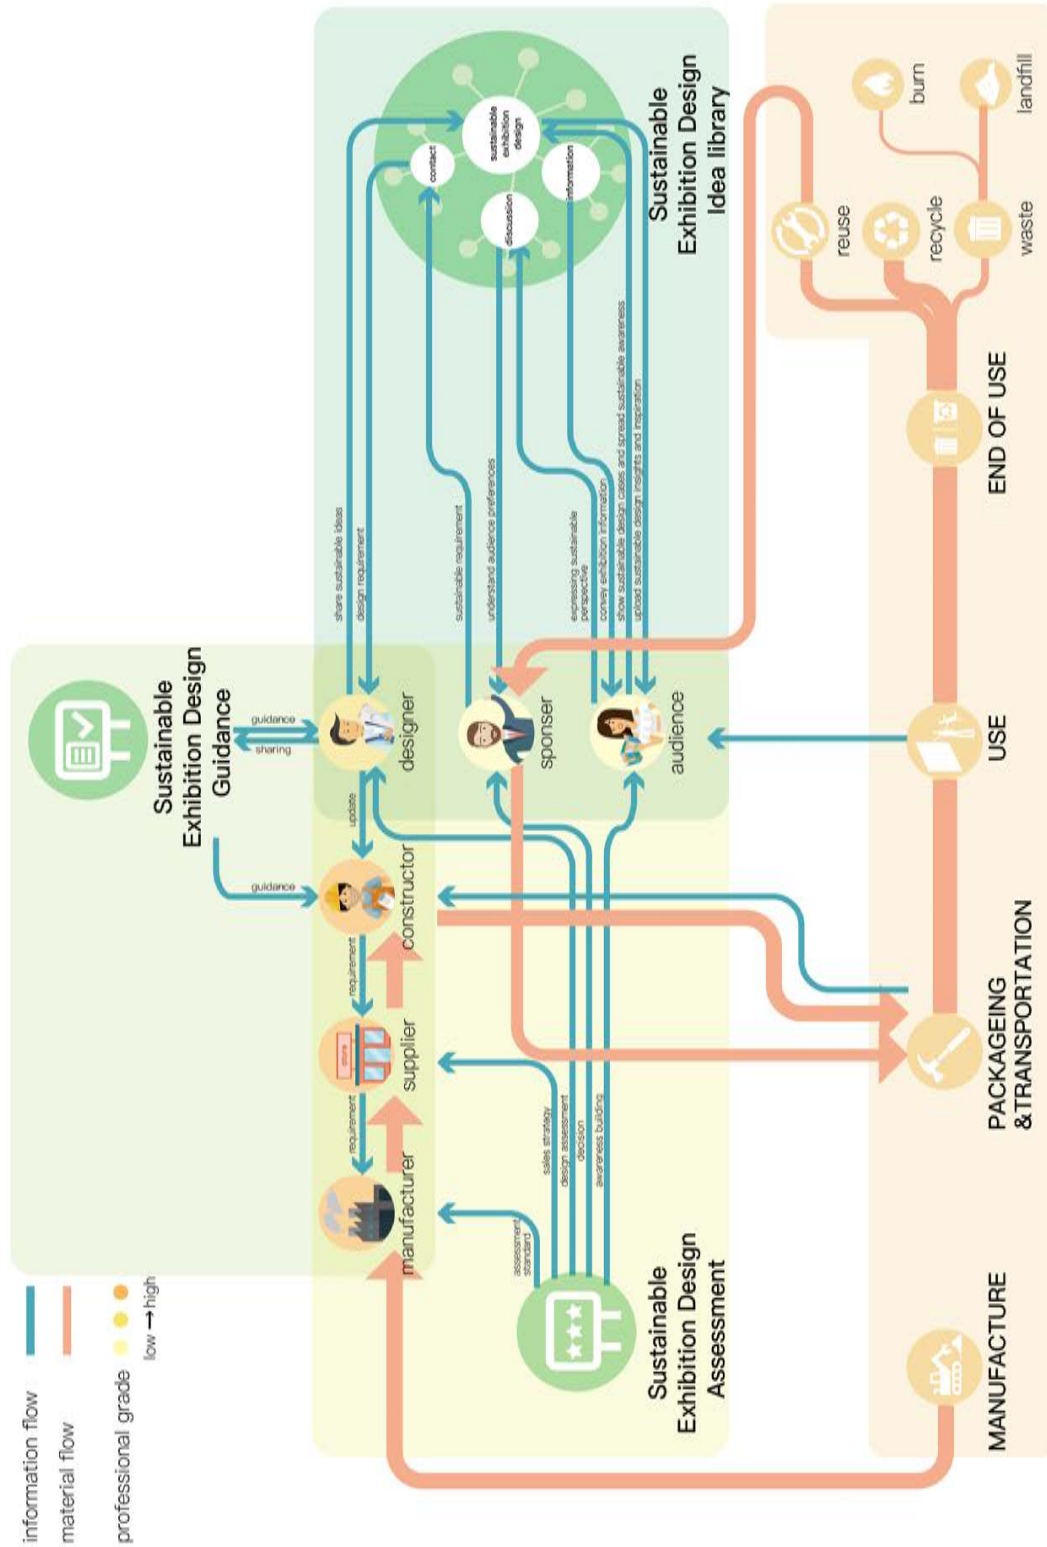 information flow
material flow
professional grade
low → high
Sustainable
Exhibition Design
Guidance
guidance
guidance
sharing
manufacturer
requirement
supplier
store
requirement
constructor
update
designer
sponser
audience
share sustainable ideas
design requirement
sustainable requirement
understand audience preferences
expressing sustainable
perspective
convey exhibition information
show sustainable design cases and spread sustainable awareness
upload sustainable design insights and inspiration
contact
sustainable
exhibition
design
discussion
information
Sustainable
Exhibition Design
Idea library
assessment
standard
sales strategy
design assessment
decision
awareness building
Sustainable
Exhibition Design
Assessment
MANUFACTURE
PACKAGEING
&TRANSPORTATION
USE
END OF USE
reuse
recycle
waste
burn
landfill